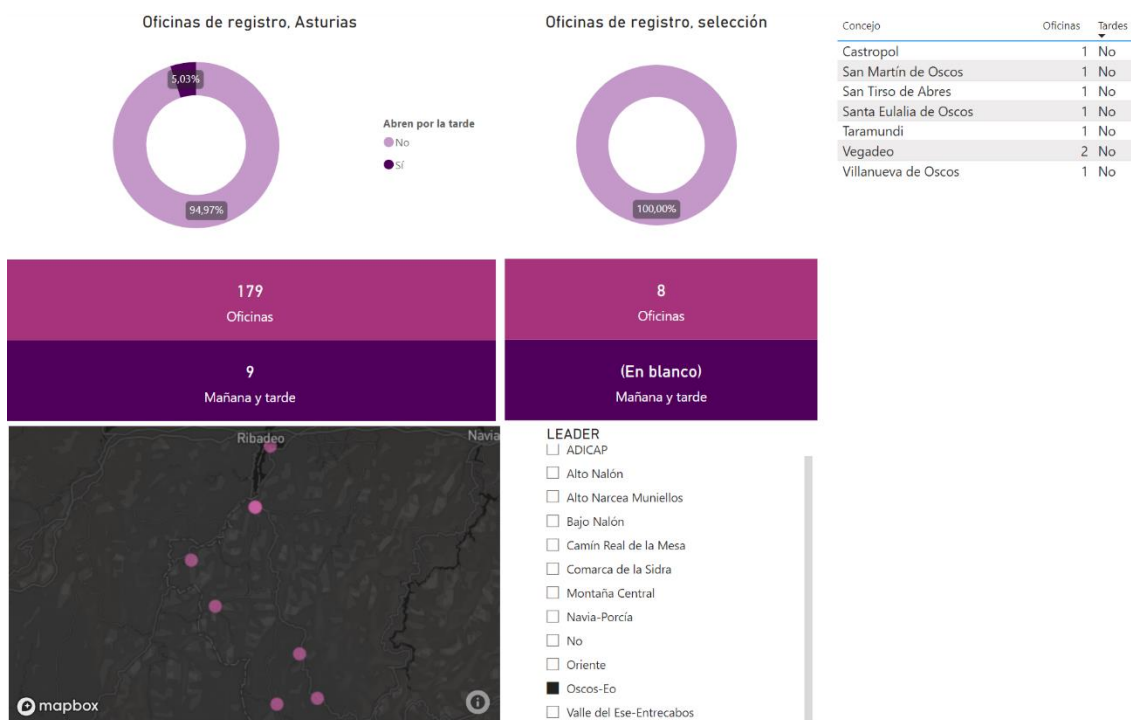 Oficinas de registro, Asturias
5,03%
94,97%
Abren por la tarde
No
Sí
Oficinas de registro, selección
100,00%
Concejo Oficinas Tardes
Castropol 1 No
San Martín de Oscos 1 No
San Tirso de Abres 1 No
Santa Eulalia de Oscos 1 No
Taramundi 1 No
Vegadeo 2 No
Villanueva de Oscos 1 No
179
Oficinas
9
Mañana y tarde
8
Oficinas
(En blanco)
Mañana y tarde
Ribadeo
Navia
mapbox
LEADER
ADICAP
Alto Nalón
Alto Narcea Muniellos
Bajo Nalón
Camín Real de la Mesa
Comarca de la Sidra
Montaña Central
Navia-Porcía
No
Oriente
Oscos-Eo
Valle del Ese-Entrecabos